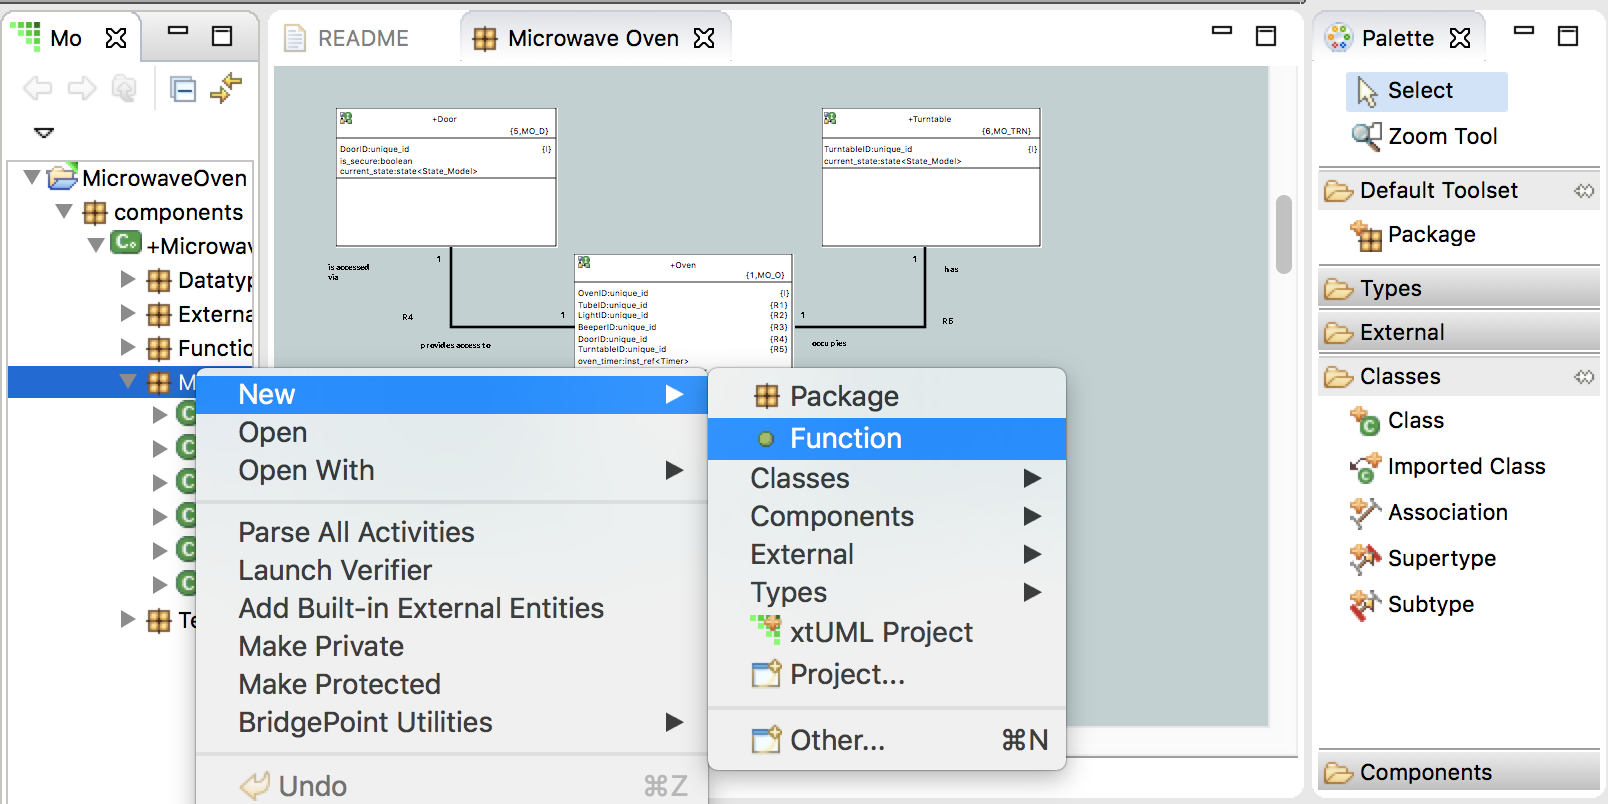 Mo
README
Microwave Oven
Palette
MicrowaveOven
components
+Microwav
Datatyp
Externa
Functio
M
Te
+Door
{5,MO_D}
DoorID:unique_id {I}
is_secure:boolean
current_state:state<State_Model>
+Turntable
{6,MO_TRN}
TurntableID:unique_id {I}
current_state:state<State_Model>
is accessed
via
1
R4
1
provides access to
+Oven
{1,MO_O}
OvenID:unique_id {I}
TubeID:unique_id {R1}
LightID:unique_id {R2}
BeeperID:unique_id {R3}
DoorID:unique_id {R4}
TurntableID:unique_id {R5}
oven_timer:inst_ref<Timer>
1
has
1
R5
occupies
New
Open
Open With
Parse All Activities
Launch Verifier
Add Built-in External Entities
Make Private
Make Protected
BridgePoint Utilities
Undo ⌘Z
Package
Function
Classes
Components
External
Types
xtUML Project
Project...
Other... ⌘N
Select
Zoom Tool
Default Toolset
Package
Types
External
Classes
Class
Imported Class
Association
Supertype
Subtype
Components